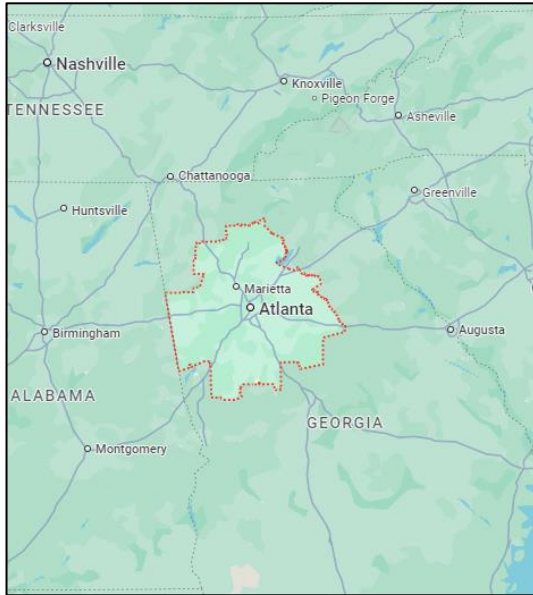 Clarksville
Nashville
Knoxville
Pigeon Forge
TENNESSEE
Asheville
Chattanooga
Greenville
Huntsville
Marietta
Atlanta
Birmingham
Augusta
ALABAMA
GEORGIA
Montgomery